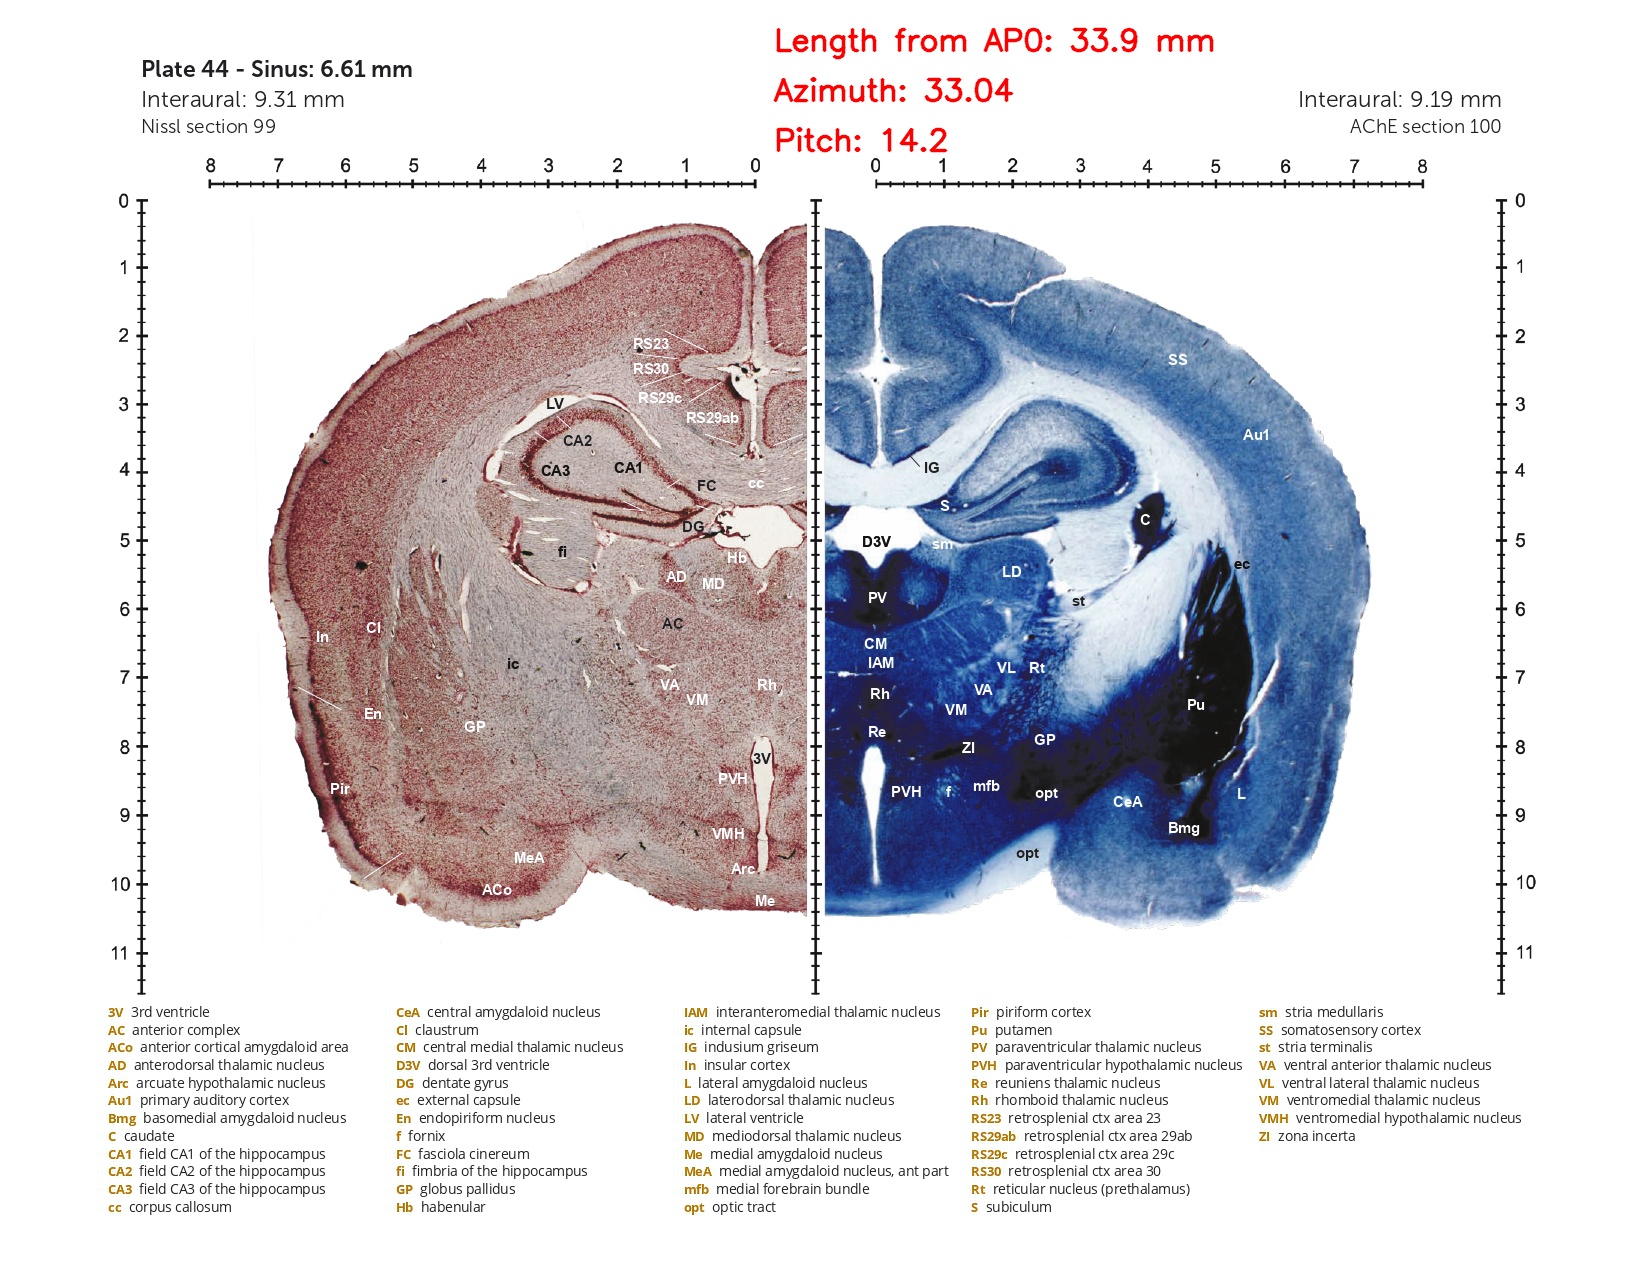 Length from AP0: 33.9 mm
Plate 44 - Sinus: 6.61 mm
Azimuth: 33.04
Interaural: 9.31 mm
Interaural: 9.19 mm
Nissl section 99
AChE section 100
Pitch: 14.2
8 7 6 5 4 3 2 1 0
0 1 2 3 4 5 6 7 8
0 0
1 1
2 2
RS23
SS
RS30
RS29c
3 3
LV
RS29ab
Au1
CA2
4 4
CA3 CA1 IG
FC cc
S
C
DG
5 5
D3V sm
fi Hb ec
AD MD LD
PV st
6 6
AC
In Cl
CM
ic IAM VL Rt
7 7
VA VM Rh Rh VA
VM Pu
En
GP Re GP
8 8
ZI
3V
PVH PVH f mfb opt
Pir CeA L
9 9
VMH Bmg
MeA opt
Arc
10 10
ACo
Me
11 11
3V 3rd ventricle
AC anterior complex
ACo anterior cortical amygdaloid area
AD anterodorsal thalamic nucleus
Arc arcuate hypothalamic nucleus
Au1 primary auditory cortex
Bmg basomedial amygdaloid nucleus
C caudate
CA1 field CA1 of the hippocampus
CA2 field CA2 of the hippocampus
CA3 field CA3 of the hippocampus
cc corpus callosum
CeA central amygdaloid nucleus
Cl claustrum
CM central medial thalamic nucleus
D3V dorsal 3rd ventricle
DG dentate gyrus
ec external capsule
En endopiriform nucleus
f fornix
FC fasciola cinereum
fi fimbria of the hippocampus
GP globus pallidus
Hb habenular
IAM interanteromedial thalamic nucleus
ic internal capsule
IG indusium griseum
In insular cortex
L lateral amygdaloid nucleus
LD laterodorsal thalamic nucleus
LV lateral ventricle
MD mediodorsal thalamic nucleus
Me medial amygdaloid nucleus
MeA medial amygdaloid nucleus, ant part
mfb medial forebrain bundle
opt optic tract
Pir piriform cortex
Pu putamen
PV paraventricular thalamic nucleus
PVH paraventricular hypothalamic nucleus
Re reuniens thalamic nucleus
Rh rhomboid thalamic nucleus
RS23 retrosplenial ctx area 23
RS29ab retrosplenial ctx area 29ab
RS29c retrosplenial ctx area 29c
RS30 retrosplenial ctx area 30
Rt reticular nucleus (prethalamus)
S subiculum
sm stria medullaris
SS somatosensory cortex
st stria terminalis
VA ventral anterior thalamic nucleus
VL ventral lateral thalamic nucleus
VM ventromedial thalamic nucleus
VMH ventromedial hypothalamic nucleus
ZI zona incerta